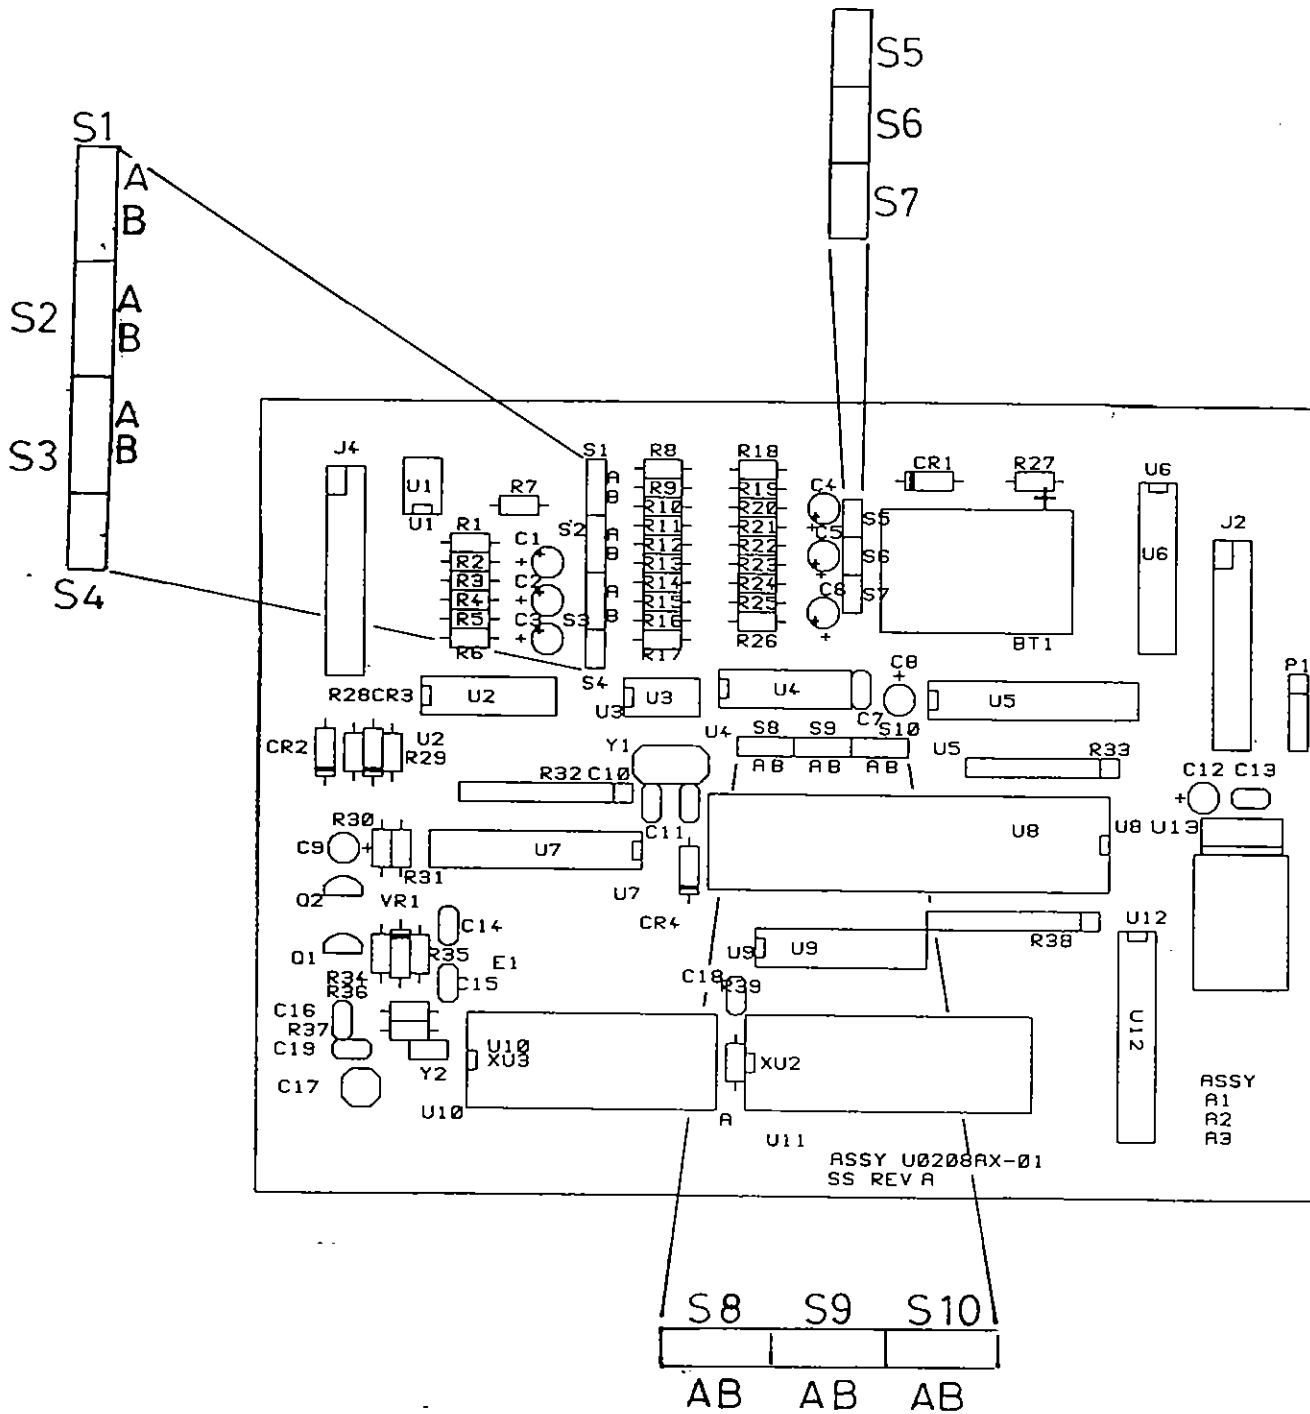 S5
S6
S7
S1
A
B
S2
A
B
S3
A
B
S4
J4
U1
U1
R7
S1
A
B
S2
A
B
A
B
S3
S4
R8
R9
R10
R11
R12
R13
R14
R15
R16
R17
R18
R19
R20
R21
R22
R23
R24
R25
R26
C4
C5
C6
S5
S6
S7
CR1
R27
BT1
U6
U6
J2
P1
R1
R2
R3
R4
R5
R6
C1
C2
C3
R28 CR3
U2
U2
U3
U3
U4
U4
C7
C8
U5
U5
CR2
R29
Y1
S8 S9 S10
AB AB AB
R33
R32 C10
C11
C12 C13
R30
C9
R31
U7
U7
CR4
U8
U8
U13
Q2
VR1
C14
Q1
R35
E1
C15
R34
R36
U9
U9
R38
U12
U12
C18
R39
C16
R37
C19
C17
Y2
U10
XU3
U10
XU2
A
U11
ASSY
A1
A2
A3
ASSY U0208AX-01
SS REV A
S8 S9 S10
AB AB AB